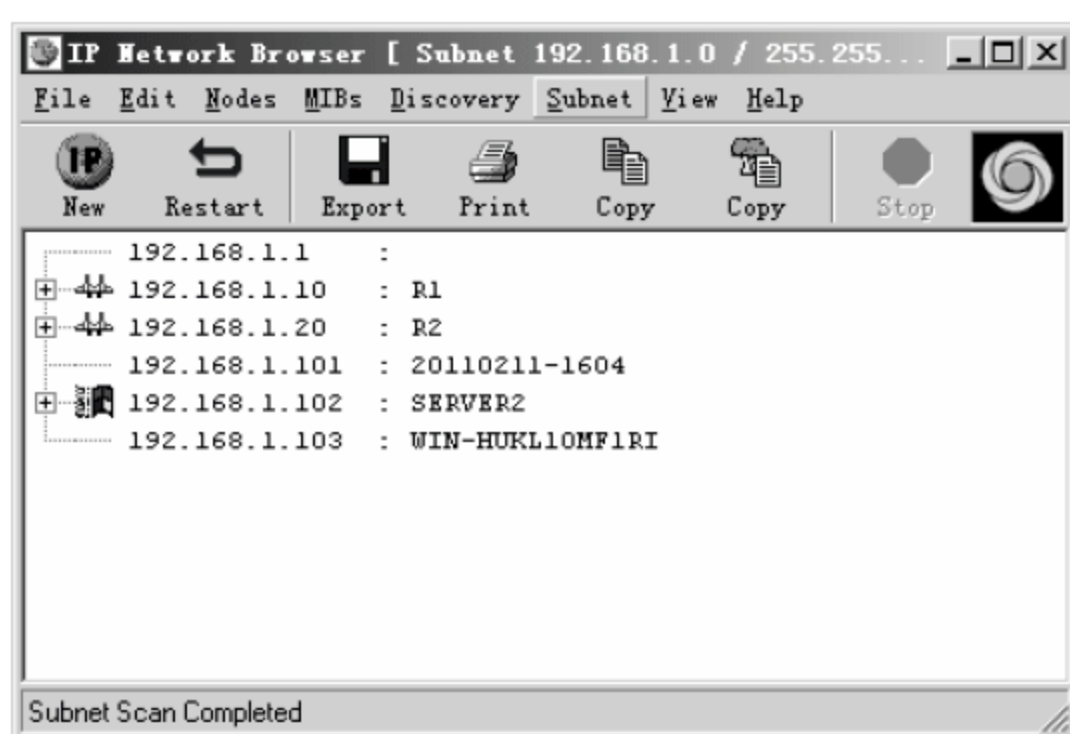 IP Network Browser [ Subnet 192.168.1.0 / 255.255...
File Edit Nodes MIBs Discovery Subnet View Help
IP
New Restart Export Print Copy Copy Stop
192.168.1.1 :
192.168.1.10 : R1
192.168.1.20 : R2
192.168.1.101 : 20110211-1604
192.168.1.102 : SERVER2
192.168.1.103 : WIN-HUKL10MF1RI
Subnet Scan Completed